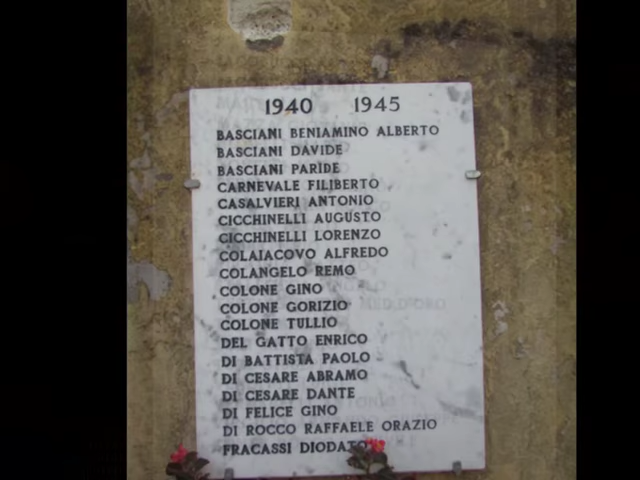 1940 1945
BASCIANI BENIAMINO ALBERTO
BASCIANI DAVIDE
BASCIANI PARIDE
CARNEVALE FILIBERTO
CASALVIERI ANTONIO
CICCHINELLI AUGUSTO
CICCHINELLI LORENZO
COLAIACOVO ALFREDO
COLANGELO REMO
COLONE GINO
COLONE GORIZIO
COLONE TULLIO
DEL GATTO ENRICO
DI BATTISTA PAOLO
DI CESARE ABRAMO
DI CESARE DANTE
DI FELICE GINO
DI ROCCO RAFFAELE ORAZIO
FRACASSI DIODATO